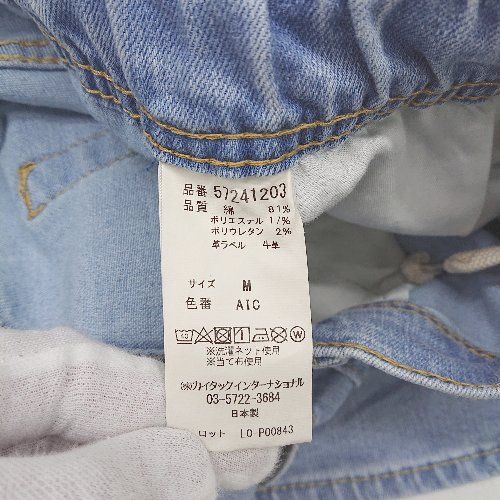 品番 57241203
品質 綿 81%
ポリエステル 17%
ポリウレタン 2%
革ラベル 牛革
サイズ M
色番 AIC
※洗濯ネット使用
※当て布使用
㈱カイタックインターナショナル
03-5722-3684
日本製
ロット LO-P00843